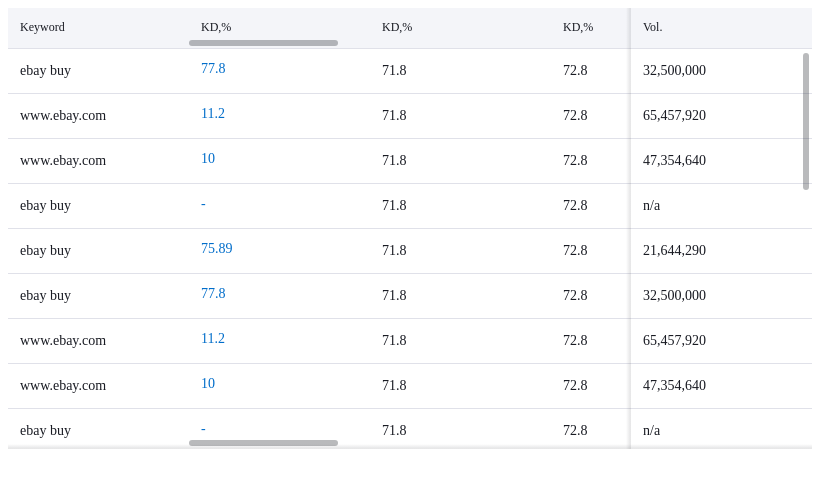 Keyword KD,% KD,% KD,% Vol.
ebay buy 77.8 71.8 72.8 32,500,000
www.ebay.com 11.2 71.8 72.8 65,457,920
www.ebay.com 10 71.8 72.8 47,354,640
ebay buy - 71.8 72.8 n/a
ebay buy 75.89 71.8 72.8 21,644,290
ebay buy 77.8 71.8 72.8 32,500,000
www.ebay.com 11.2 71.8 72.8 65,457,920
www.ebay.com 10 71.8 72.8 47,354,640
ebay buy - 71.8 72.8 n/a